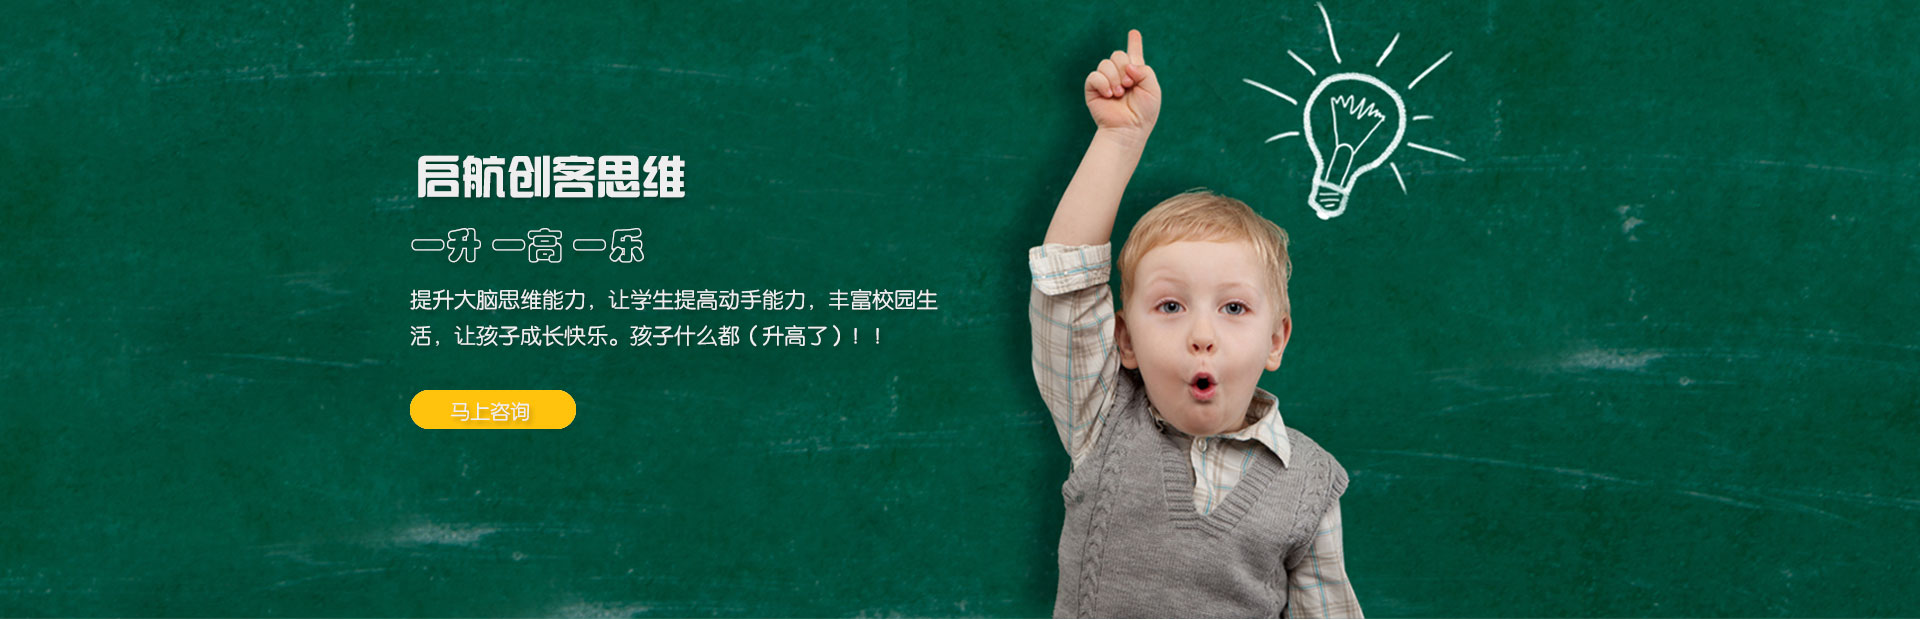 启航创客思维
一升 一高 一乐
提升大脑思维能力，让学生提高动手能力，丰富校园生
活，让孩子成长快乐。孩子什么都（升高了）！！
马上咨询